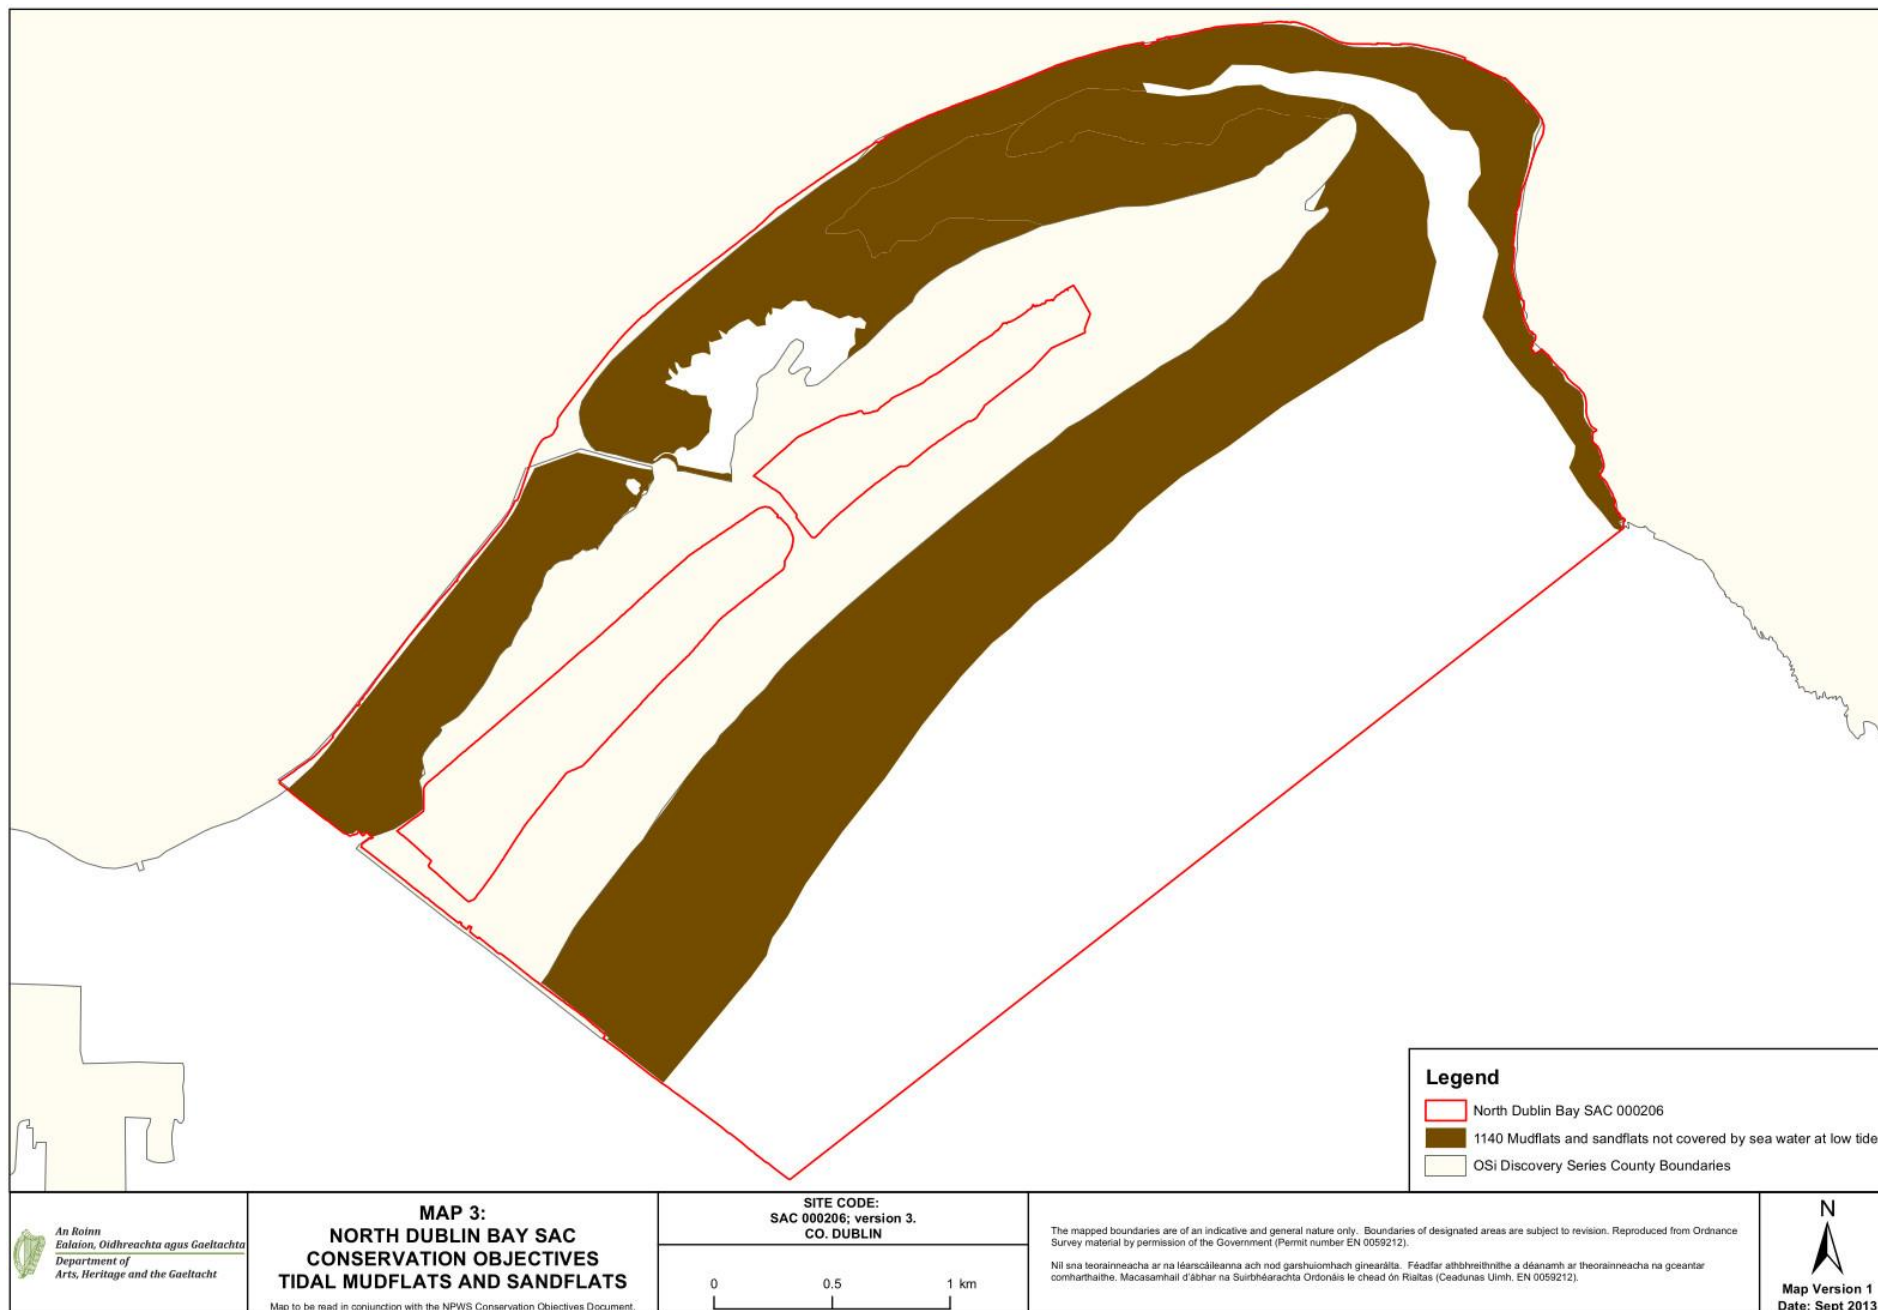 Legend
North Dublin Bay SAC 000206
1140 Mudflats and sandflats not covered by sea water at low tide
OSi Discovery Series County Boundaries
An Roinn
Ealaíon, Oidhreachta agus Gaeltachta
Department of
Arts, Heritage and the Gaeltacht
MAP 3:
NORTH DUBLIN BAY SAC
CONSERVATION OBJECTIVES
TIDAL MUDFLATS AND SANDFLATS
Map to be read in conjunction with the NPWS Conservation Objectives Document.
SITE CODE:
SAC 000206; version 3.
CO. DUBLIN
0 0.5 1 km
The mapped boundaries are of an indicative and general nature only. Boundaries of designated areas are subject to revision. Reproduced from Ordnance
Survey material by permission of the Government (Permit number EN 0059212).
Níl sna teorainneacha ar na léarscáileanna ach nod garshuiomhach ginearálta. Féadfar athbhreithnithe a déanamh ar theorainneacha na gceantar
comharthaithe. Macasamhail d'ábhar na Suirbhéarachta Ordonáis le chead ón Rialtas (Ceadunas Uimh. EN 0059212).
N
Map Version 1
Date: Sept 2013